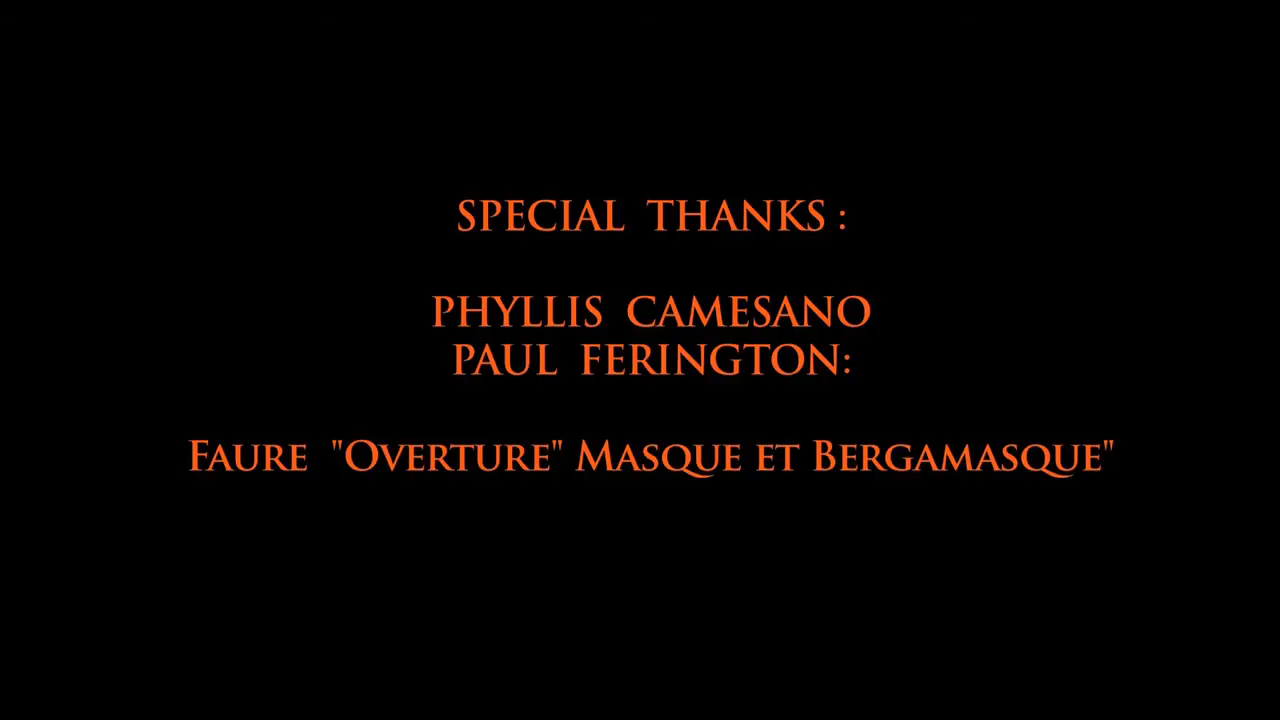 SPECIAL THANKS :
PHYLLIS CAMESANO
PAUL FERINGTON:
FAURE "OVERTURE" MASQUE ET BERGAMASQUE"